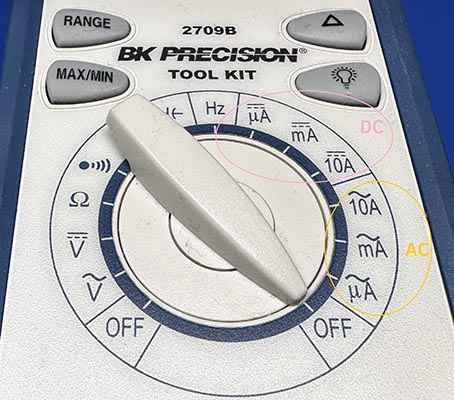 RANGE
2709B
Δ
BK PRECISION®
MAX/MIN
TOOL KIT
Hz
μA
mA
10A
DC
Ω
V
V
OFF
10A
mA
μA
AC
OFF